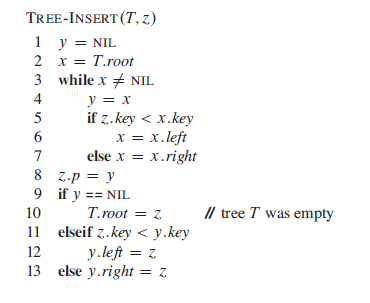 TREE-INSERT(T, z)
1 y = NIL
2 x = T.root
3 while x ≠ NIL
4 y = x
5 if z.key < x.key
6 x = x.left
7 else x = x.right
8 z.p = y
9 if y == NIL
10 T.root = z // tree T was empty
11 elseif z.key < y.key
12 y.left = z
13 else y.right = z